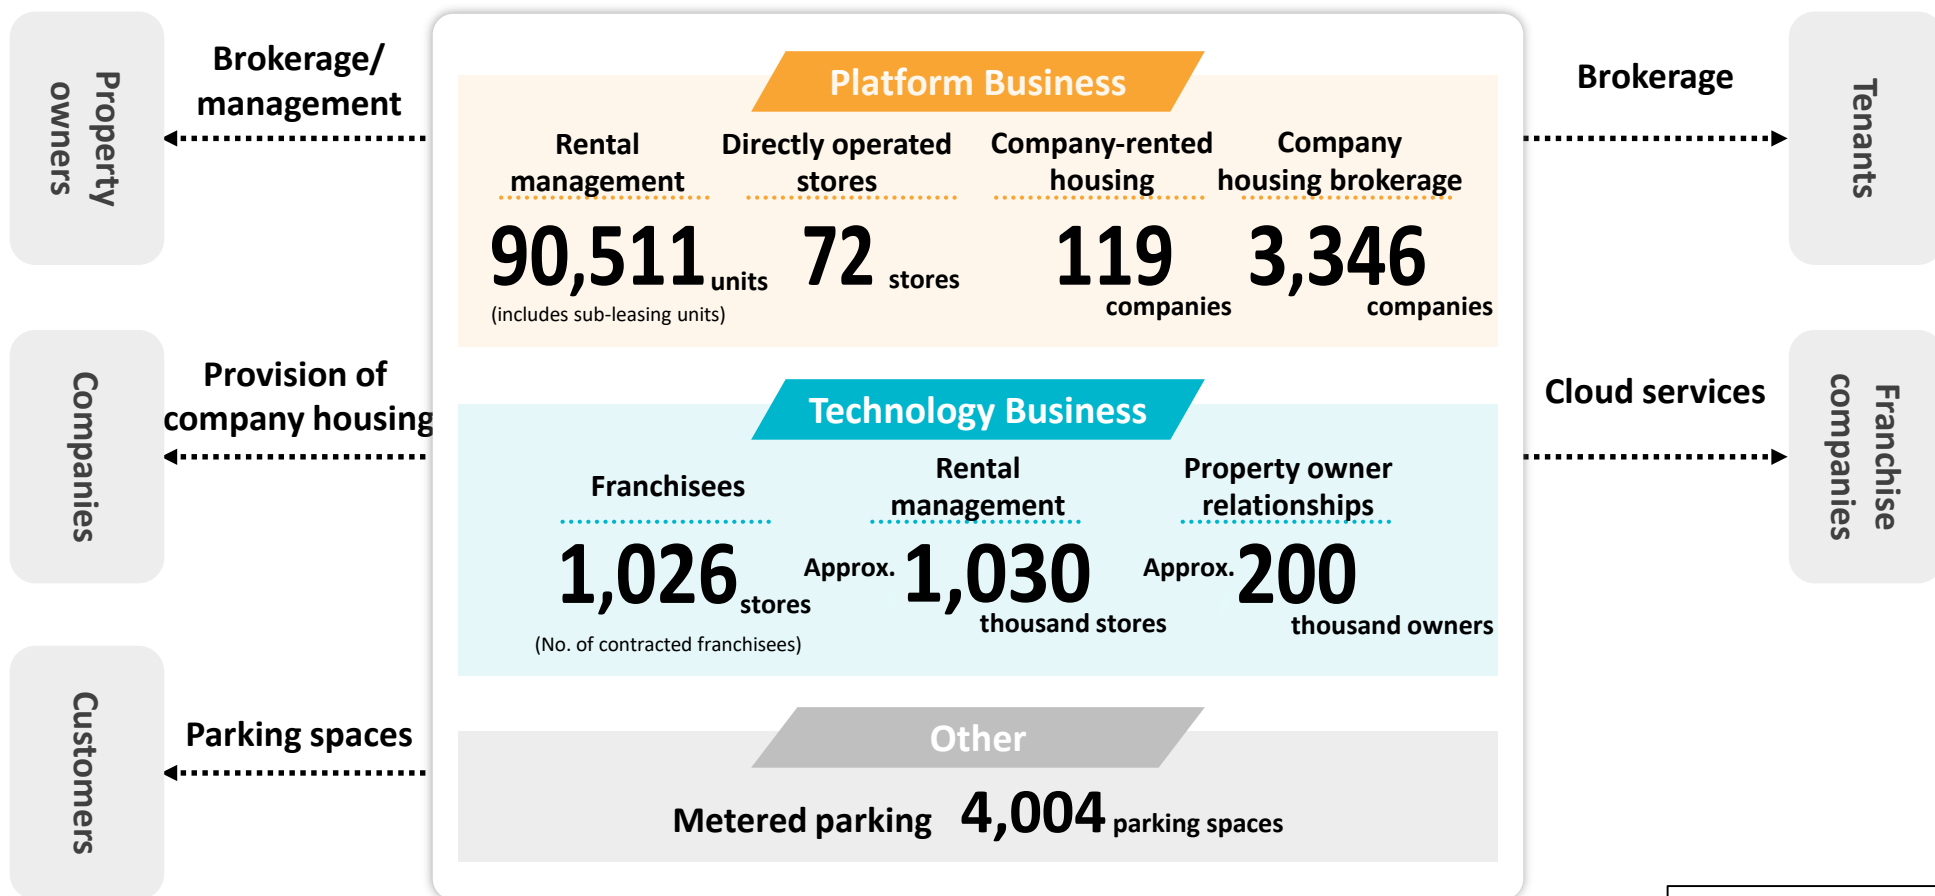 Property
owners
Brokerage/
management
Companies
Provision of
company housing
Customers
Parking spaces
Platform Business
Rental
management
90,511 units
(includes sub-leasing units)
Directly operated
stores
72 stores
Company-rented
housing
119
companies
Company
housing brokerage
3,346
companies
Technology Business
Franchisees
1,026 stores
(No. of contracted franchisees)
Rental
management
Approx. 1,030
thousand stores
Property owner
relationships
Approx. 200
thousand owners
Other
Metered parking 4,004 parking spaces
Brokerage
Tenants
Cloud services
Franchise
companies